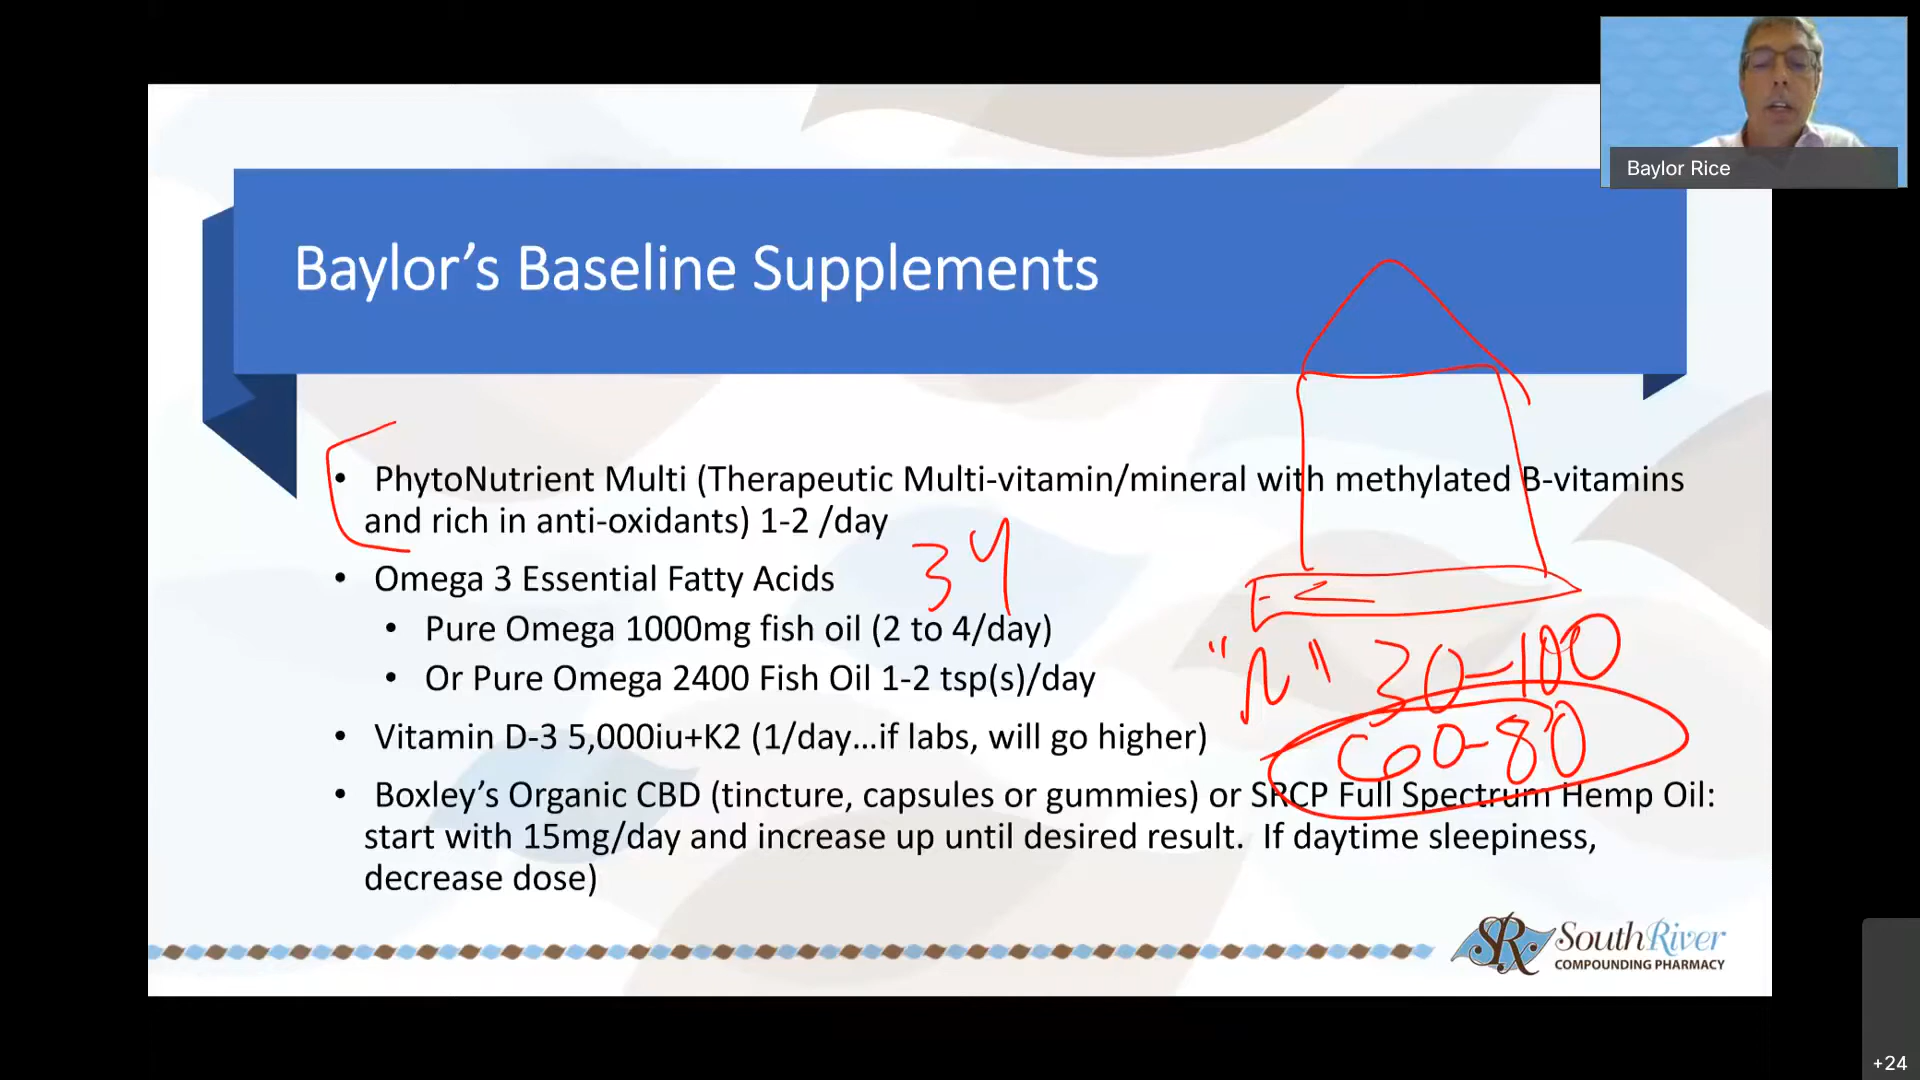 Baylor Rice
Baylor's Baseline Supplements
• PhytoNutrient Multi (Therapeutic Multi-vitamin/mineral with methylated B-vitamins
and rich in anti-oxidants) 1-2 /day
34
• Omega 3 Essential Fatty Acids
• Pure Omega 1000mg fish oil (2 to 4/day)
• Or Pure Omega 2400 Fish Oil 1-2 tsp(s)/day
"N" 30-100
60-80
• Vitamin D-3 5,000iu+K2 (1/day...if labs, will go higher)
• Boxley's Organic CBD (tincture, capsules or gummies) or SRCP Full Spectrum Hemp Oil:
start with 15mg/day and increase up until desired result.  If daytime sleepiness,
decrease dose)
SR SouthRiver
COMPOUNDING PHARMACY
+24